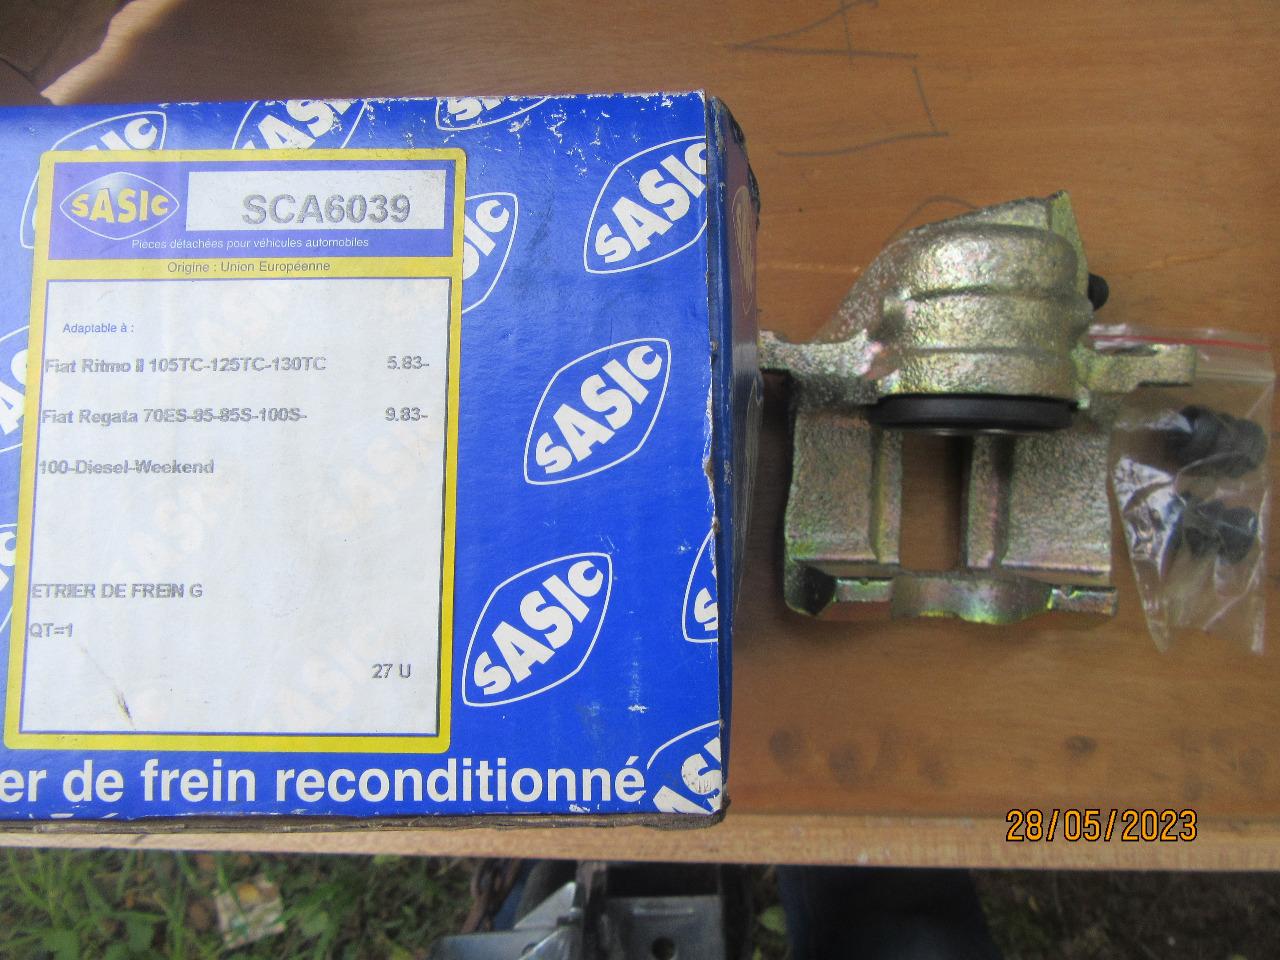 SASIC
SCA6039
Pièces détachées pour véhicules automobiles
Origine : Union Européenne
Adaptable à :
Fiat Ritmo II 105TC-125TC-130TC 5.83-
Fiat Regata 70ES-85-85S-100S- 9.83-
100-Diesel-Weekend
ETRIER DE FREIN G
QT=1
27 U
er de frein reconditionné
SASIC
SASIC
SASIC
SASIC
28/05/2023